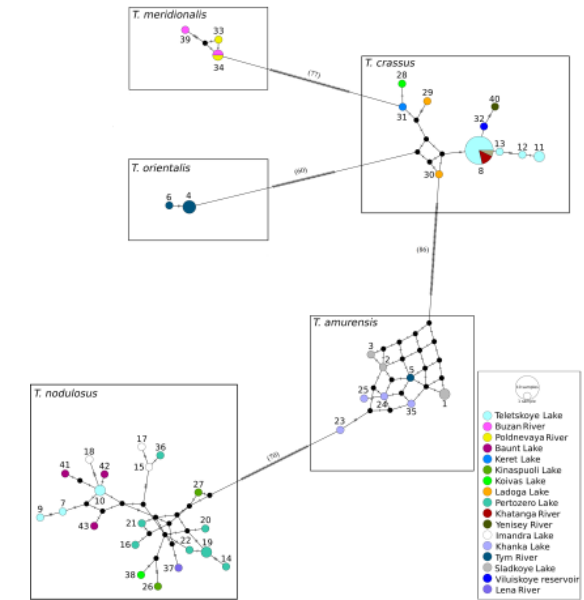 T. meridionalis
39
33
34
(77)
T. crassus
28
31
29
40
32
13
12
11
8
30
T. orientalis
6
4
(60)
(86)
T. amurensis
3
2
5
25
24
35
1
23
(70)
T. nodulosus
17
36
18
15
41
42
10
27
9
7
43
21
20
16
22
19
14
38
37
26
Teletskoye Lake
Buzan River
Poldnevaya River
Baunt Lake
Keret Lake
Kinaspuoli Lake
Koivas Lake
Ladoga Lake
Pertozero Lake
Khatanga River
Yenisey River
Imandra Lake
Khanka Lake
Tym River
Sladkoye Lake
Viluiskoye reservoir
Lena River